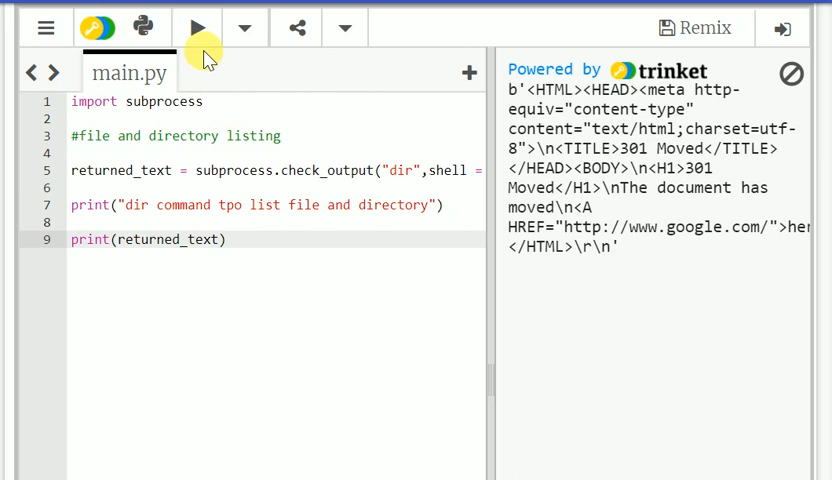 Remix
main.py
1 import subprocess
2
3 #file and directory listing
4
5 returned_text = subprocess.check_output("dir",shell =
6
7 print("dir command tpo list file and directory")
8
9 print(returned_text)
Powered by trinket
b'<HTML><HEAD><meta http-
equiv="content-type"
content="text/html;charset=utf-
8">\n<TITLE>301 Moved</TITLE>
</HEAD><BODY>\n<H1>301
Moved</H1>\nThe document has
moved\n<A
HREF="http://www.google.com/">her
</HTML>\r\n'